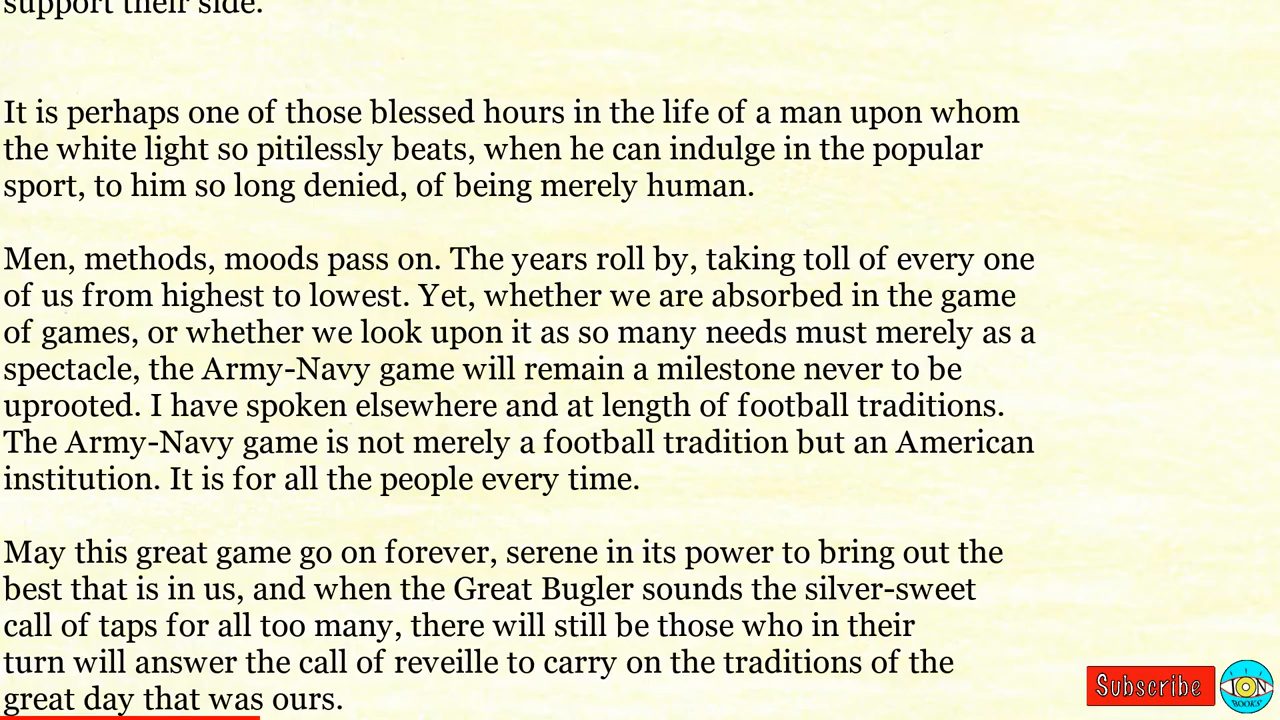 support their side.
It is perhaps one of those blessed hours in the life of a man upon whom
the white light so pitilessly beats, when he can indulge in the popular
sport, to him so long denied, of being merely human.
Men, methods, moods pass on. The years roll by, taking toll of every one
of us from highest to lowest. Yet, whether we are absorbed in the game
of games, or whether we look upon it as so many needs must merely as a
spectacle, the Army-Navy game will remain a milestone never to be
uprooted. I have spoken elsewhere and at length of football traditions.
The Army-Navy game is not merely a football tradition but an American
institution. It is for all the people every time.
May this great game go on forever, serene in its power to bring out the
best that is in us, and when the Great Bugler sounds the silver-sweet
call of taps for all too many, there will still be those who in their
turn will answer the call of reveille to carry on the traditions of the
great day that was ours.
Subscribe
ION
BOOKS